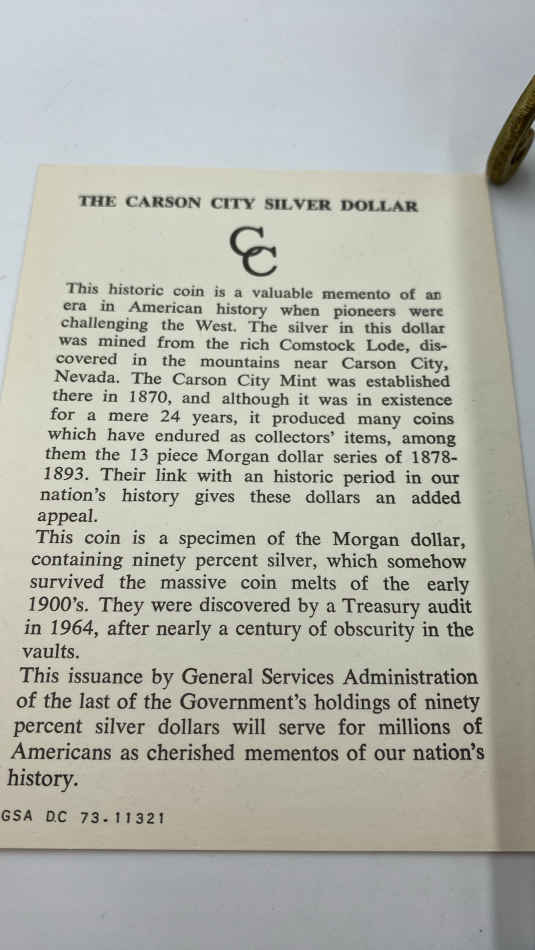 THE CARSON CITY SILVER DOLLAR
CC
This historic coin is a valuable memento of an
era in American history when pioneers were
challenging the West. The silver in this dollar
was mined from the rich Comstock Lode, dis-
covered in the mountains near Carson City,
Nevada. The Carson City Mint was established
there in 1870, and although it was in existence
for a mere 24 years, it produced many coins
which have endured as collectors' items, among
them the 13 piece Morgan dollar series of 1878-
1893. Their link with an historic period in our
nation's history gives these dollars an added
appeal.
This coin is a specimen of the Morgan dollar,
containing ninety percent silver, which somehow
survived the massive coin melts of the early
1900's. They were discovered by a Treasury audit
in 1964, after nearly a century of obscurity in the
vaults.
This issuance by General Services Administration
of the last of the Government's holdings of ninety
percent silver dollars will serve for millions of
Americans as cherished mementos of our nation's
history.
GSA DC 73-11321